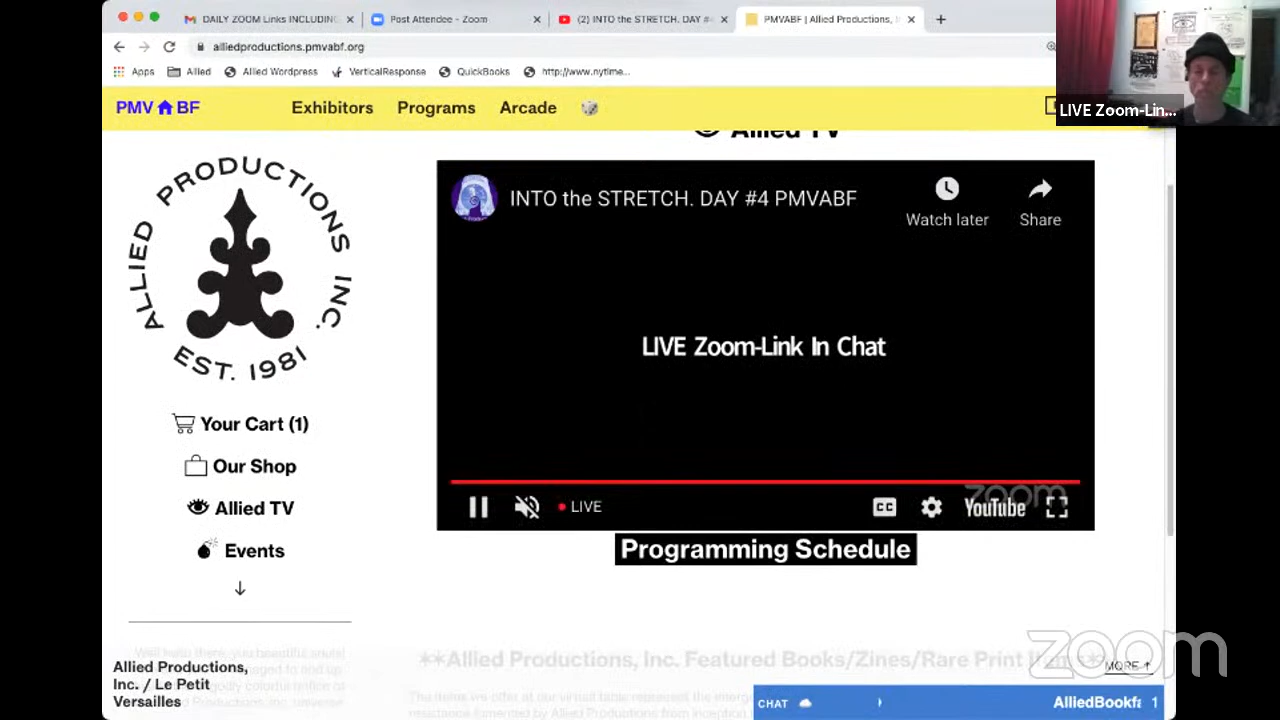 DAILY ZOOM Links INCLUDING
Post Attendee - Zoom
(2) INTO the STRETCH. DAY #
PMVABF | Allied Productions, I
alliedproductions.pmvabf.org
Apps
Allied
Allied Wordpress
VerticalResponse
QuickBooks
http://www.nytime...
LIVE Zoom-Lin...
PMV BF
Exhibitors
Programs
Arcade
Allied TV
ALLIED PRODUCTIONS INC.
EST. 1981
INTO the STRETCH. DAY #4 PMVABF
Watch later
Share
LIVE Zoom-Link In Chat
zoom
LIVE
CC
YouTube
Programming Schedule
Your Cart (1)
Our Shop
Allied TV
Events
Allied Productions,
Inc. / Le Petit
Versailles
**Allied Productions, Inc. Featured Books/Zines/Rare Print Items*
MORE
CHAT
AlliedBookfa 1
zoom